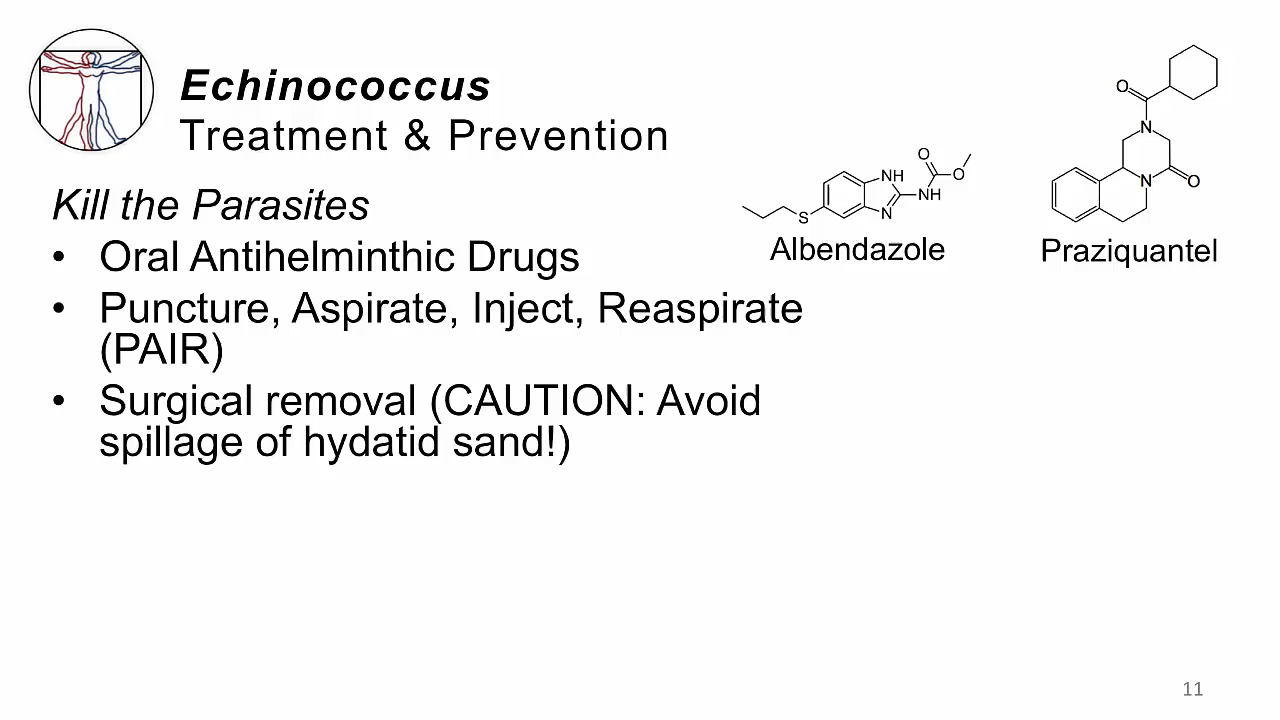 Echinococcus
Treatment & Prevention
Kill the Parasites
• Oral Antihelminthic Drugs
• Puncture, Aspirate, Inject, Reaspirate
(PAIR)
• Surgical removal (CAUTION: Avoid
spillage of hydatid sand!)
O
NH
O
NH
N
S
Albendazole
O
N
N
O
Praziquantel
11